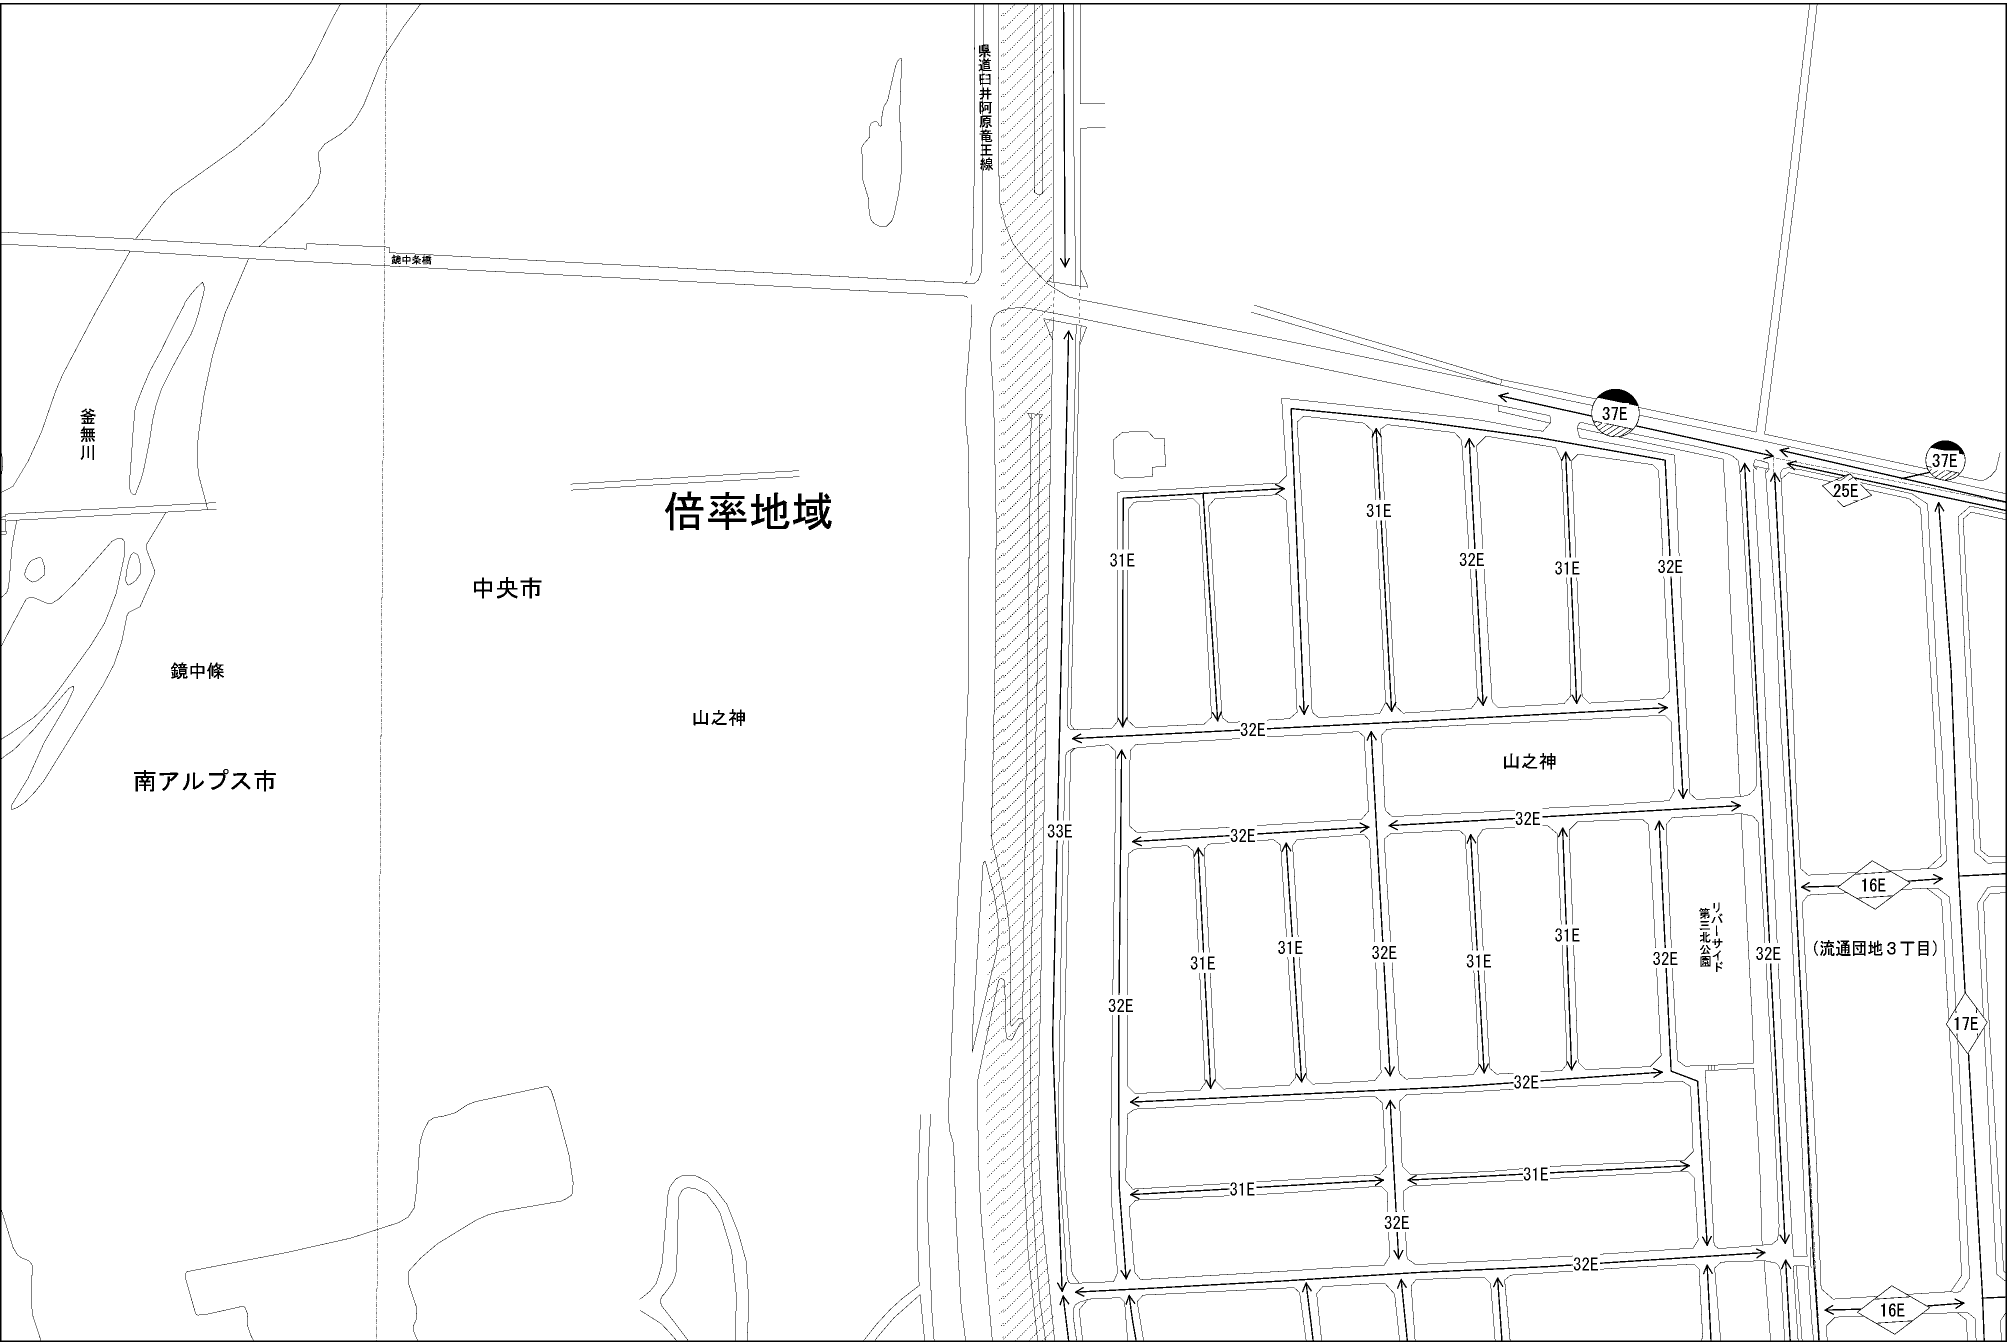 県道臼井阿原竜王線
鏡中条橋
釜無川
倍率地域
中央市
鏡中條
山之神
南アルプス市
37E
37E
25E
31E
31E
32E
31E
32E
32E
山之神
33E
32E
32E
16E
リバーサイド
第三北公園
(流通団地3丁目)
31E
31E
32E
31E
31E
32E
32E
32E
17E
32E
31E
31E
32E
32E
16E